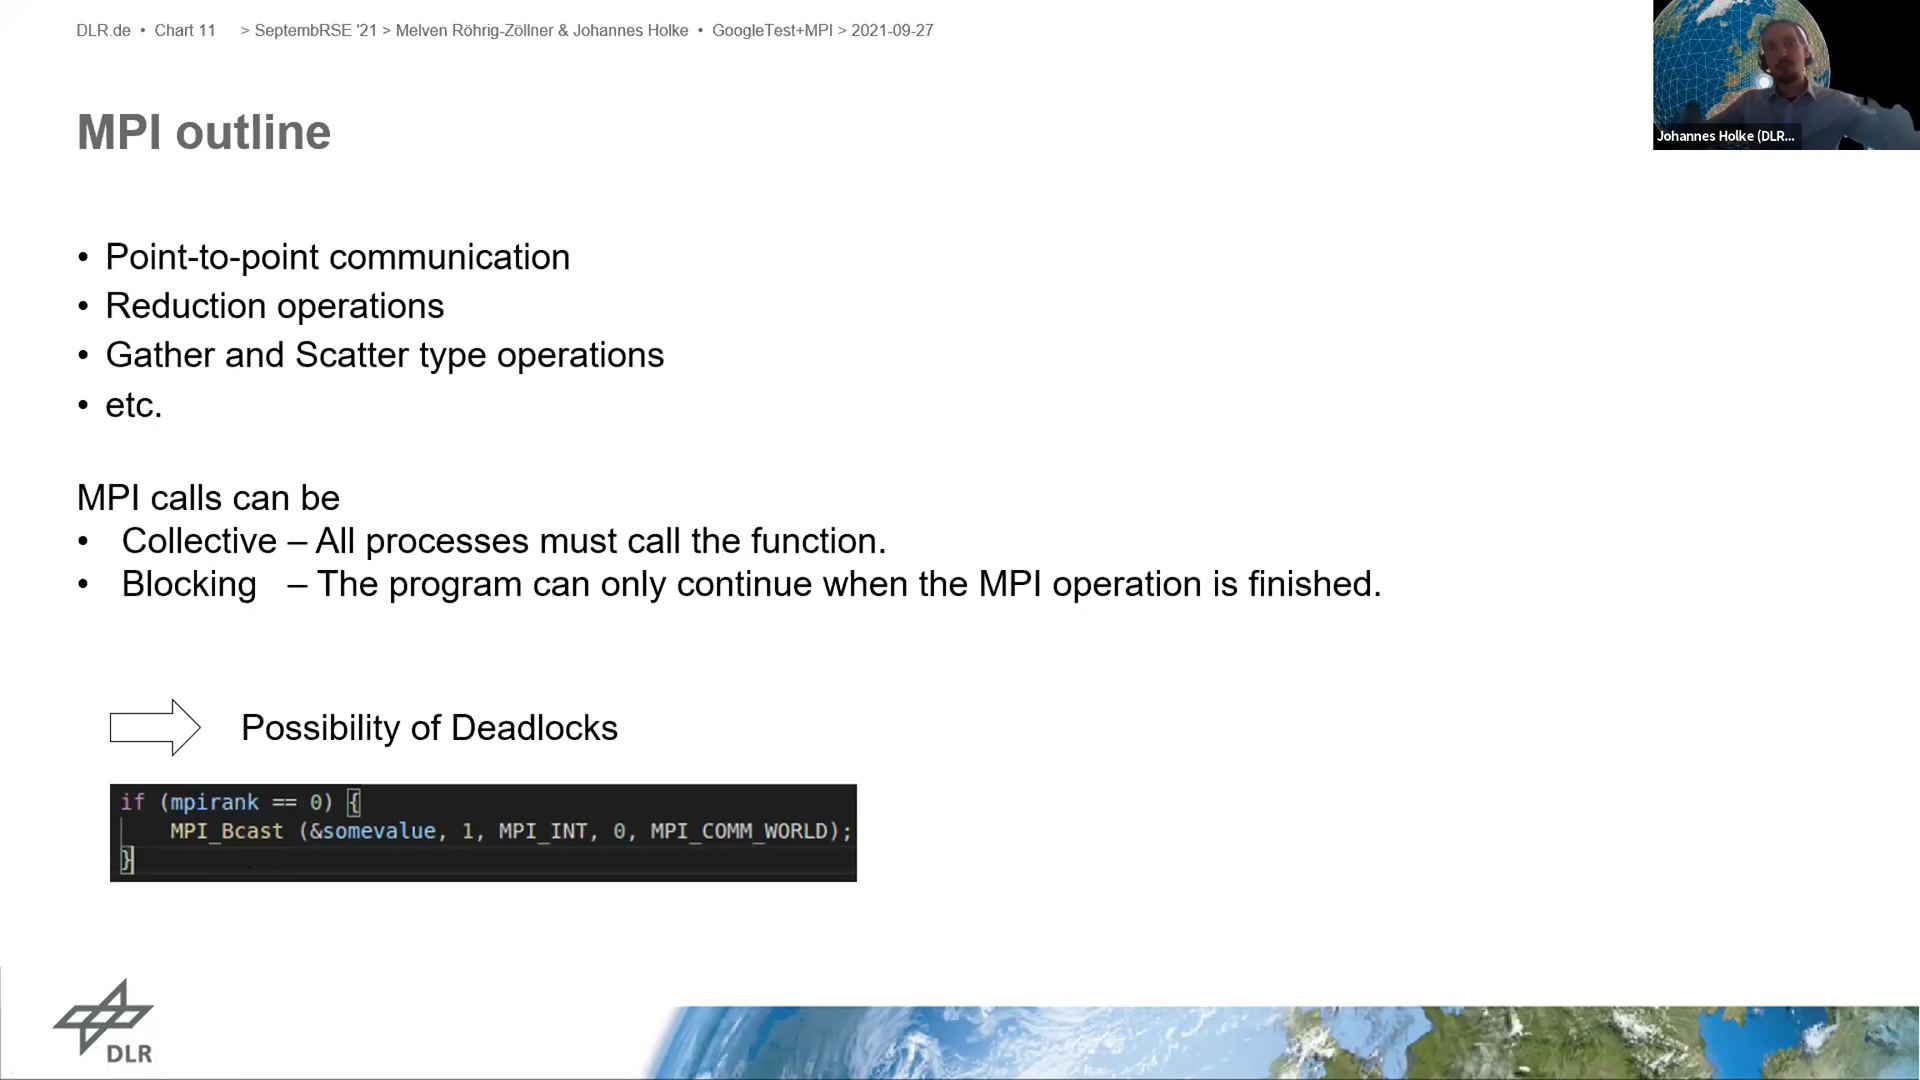 DLR.de • Chart 11 > SeptembRSE '21 > Melven Röhrig-Zöllner & Johannes Holke • GoogleTest+MPI > 2021-09-27
Johannes Holke (DLR...
MPI outline
• Point-to-point communication
• Reduction operations
• Gather and Scatter type operations
• etc.
MPI calls can be
• Collective – All processes must call the function.
• Blocking – The program can only continue when the MPI operation is finished.
Possibility of Deadlocks
if (mpirank == 0) {
MPI_Bcast (&somevalue, 1, MPI_INT, 0, MPI_COMM_WORLD);
}
DLR